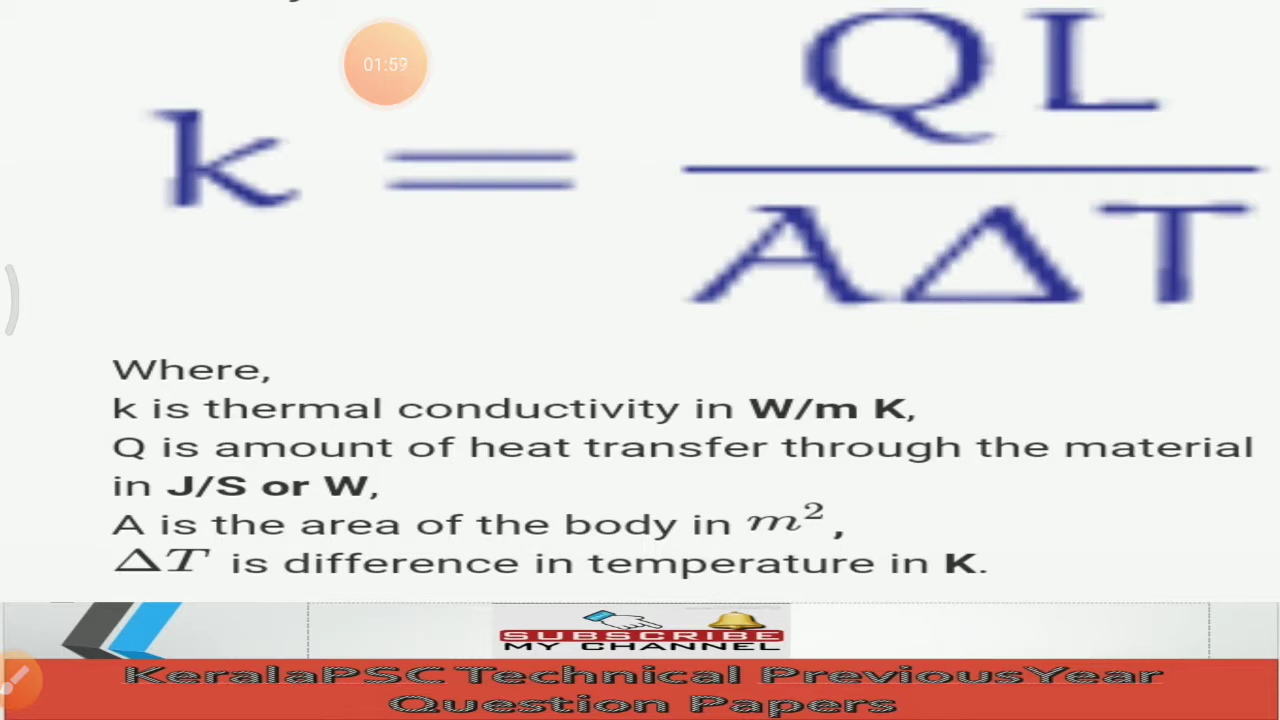 01:59
k = QL
AΔT
Where,
k is thermal conductivity in W/m K,
Q is amount of heat transfer through the material
in J/S or W,
A is the area of the body in m²,
ΔT is difference in temperature in K.
SUBSCRIBE
MY CHANNEL
KeralaPSC Technical PreviousYear
Question Papers